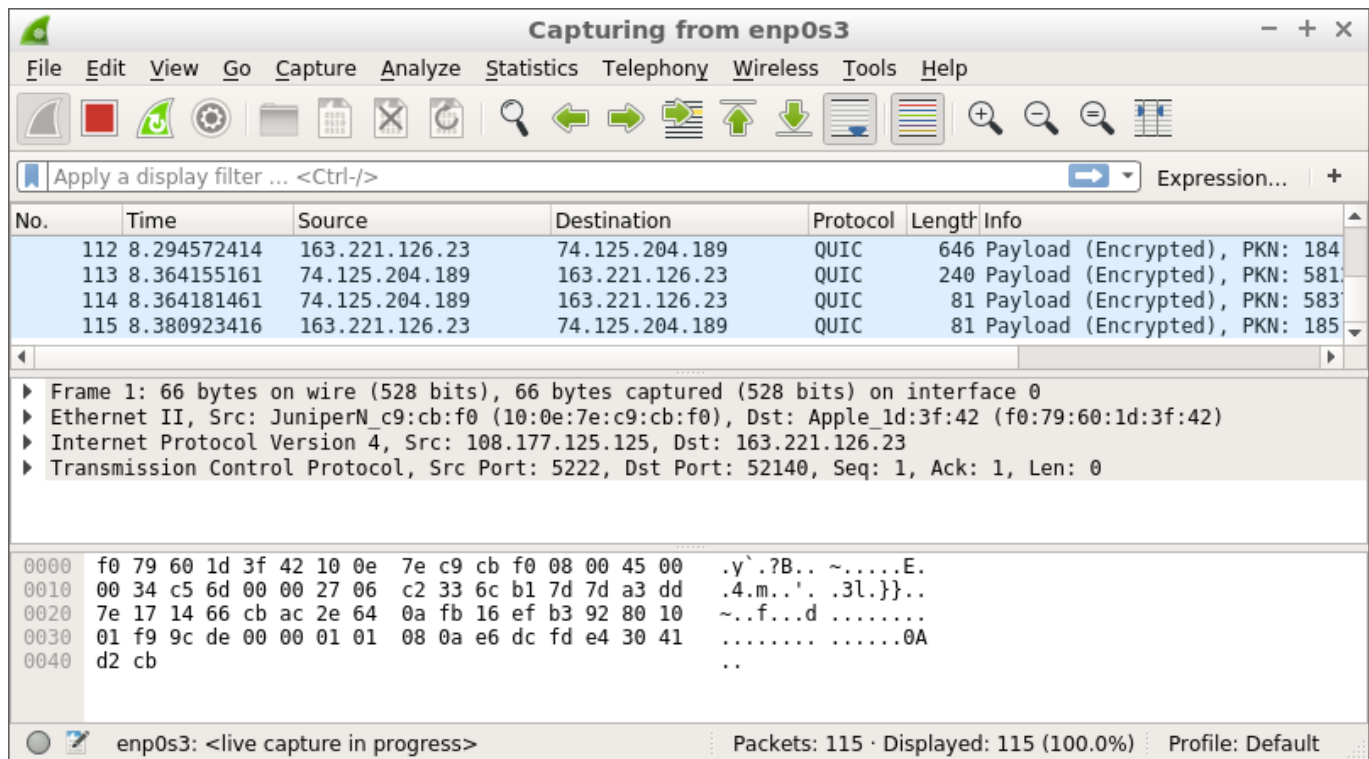 Capturing from enp0s3
File Edit View Go Capture Analyze Statistics Telephony Wireless Tools Help
Apply a display filter ... <Ctrl-/> Expression... +
No. Time Source Destination Protocol Length Info
112 8.294572414 163.221.126.23 74.125.204.189 QUIC 646 Payload (Encrypted), PKN: 184
113 8.364155161 74.125.204.189 163.221.126.23 QUIC 240 Payload (Encrypted), PKN: 581
114 8.364181461 74.125.204.189 163.221.126.23 QUIC 81 Payload (Encrypted), PKN: 583
115 8.380923416 163.221.126.23 74.125.204.189 QUIC 81 Payload (Encrypted), PKN: 185
Frame 1: 66 bytes on wire (528 bits), 66 bytes captured (528 bits) on interface 0
Ethernet II, Src: JuniperN_c9:cb:f0 (10:0e:7e:c9:cb:f0), Dst: Apple_1d:3f:42 (f0:79:60:1d:3f:42)
Internet Protocol Version 4, Src: 108.177.125.125, Dst: 163.221.126.23
Transmission Control Protocol, Src Port: 5222, Dst Port: 52140, Seq: 1, Ack: 1, Len: 0
0000 f0 79 60 1d 3f 42 10 0e 7e c9 cb f0 08 00 45 00 .y`.?B.. ~.....E.
0010 00 34 c5 6d 00 00 27 06 c2 33 6c b1 7d 7d a3 dd .4.m..'. .3l.}}..
0020 7e 17 14 66 cb ac 2e 64 0a fb 16 ef b3 92 80 10 ~..f...d ........
0030 01 f9 9c de 00 00 01 01 08 0a e6 dc fd e4 30 41 ........ ......0A
0040 d2 cb ..
enp0s3: <live capture in progress> Packets: 115 · Displayed: 115 (100.0%) Profile: Default